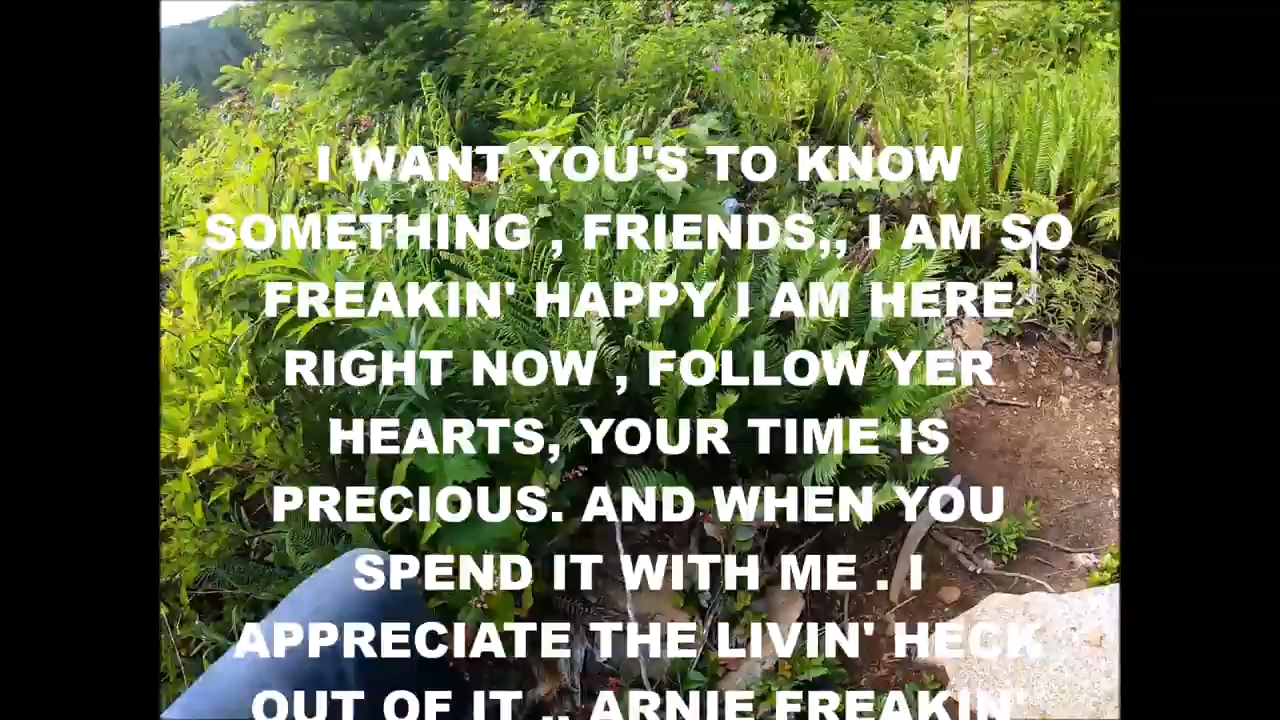 I WANT YOU'S TO KNOW
SOMETHING , FRIENDS,, I AM SO
FREAKIN' HAPPY I AM HERE
RIGHT NOW , FOLLOW YER
HEARTS, YOUR TIME IS
PRECIOUS. AND WHEN YOU
SPEND IT WITH ME . I
APPRECIATE THE LIVIN' HECK
OUT OF IT .. ARNIE FREAKIN'